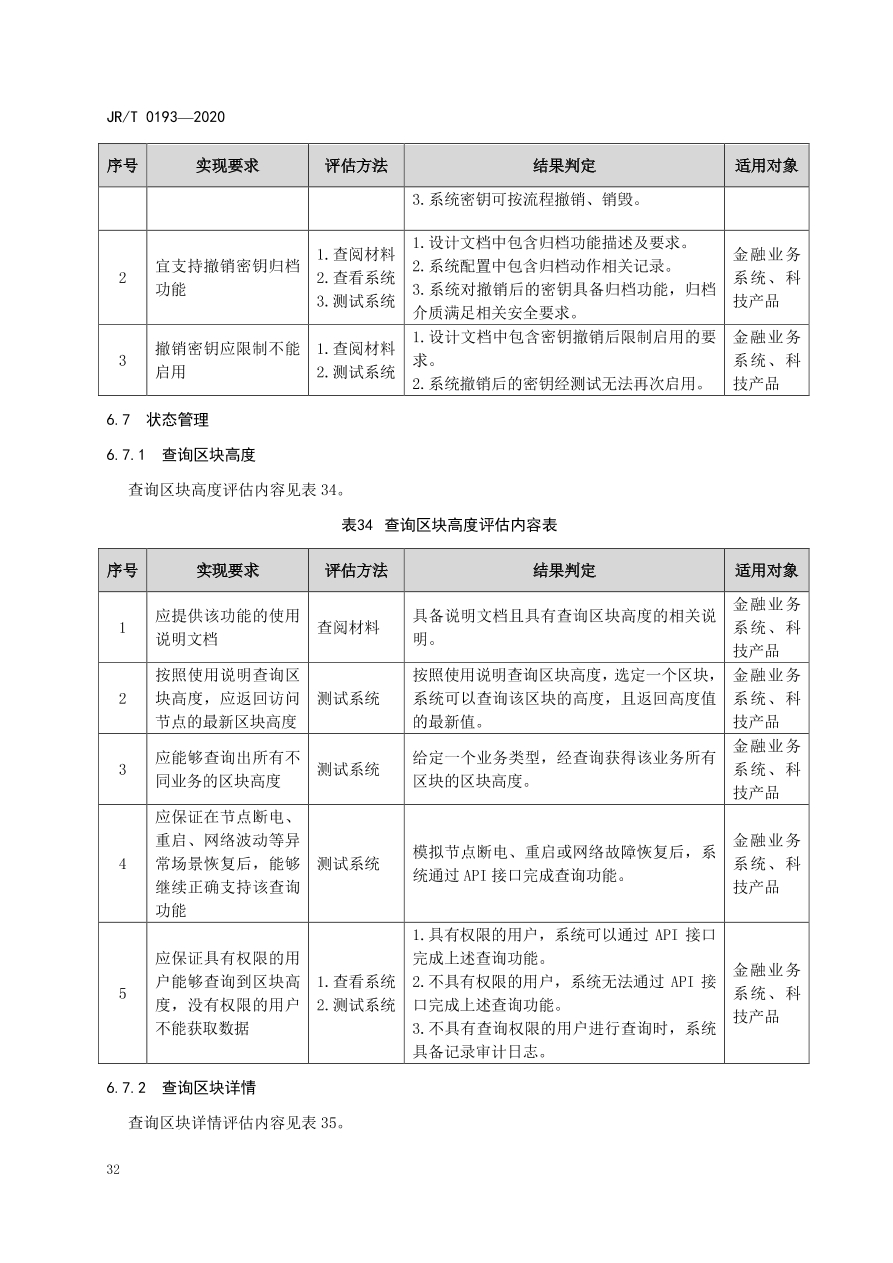 JR/T 0193—2020
序号 实现要求 评估方法 结果判定 适用对象
3.系统密钥可按流程撤销、销毁。
2
宜支持撤销密钥归档
功能
1.查阅材料
2.查看系统
3.测试系统
1.设计文档中包含归档功能描述及要求。
2.系统配置中包含归档动作相关记录。
3.系统对撤销后的密钥具备归档功能，归档
介质满足相关安全要求。
金融业务
系统、科
技产品
3
撤销密钥应限制不能
启用
1.查阅材料
2.测试系统
1.设计文档中包含密钥撤销后限制启用的要
求。
2.系统撤销后的密钥经测试无法再次启用。
金融业务
系统、科
技产品
6.7 状态管理
6.7.1 查询区块高度
查询区块高度评估内容见表 34。
表34 查询区块高度评估内容表
序号 实现要求 评估方法 结果判定 适用对象
1
应提供该功能的使用
说明文档
查阅材料
具备说明文档且具有查询区块高度的相关说
明。
金融业务
系统、科
技产品
2
按照使用说明查询区
块高度，应返回访问
节点的最新区块高度
测试系统
按照使用说明查询区块高度，选定一个区块，
系统可以查询该区块的高度，且返回高度值
的最新值。
金融业务
系统、科
技产品
3
应能够查询出所有不
同业务的区块高度
测试系统
给定一个业务类型，经查询获得该业务所有
区块的区块高度。
金融业务
系统、科
技产品
4
应保证在节点断电、
重启、网络波动等异
常场景恢复后，能够
继续正确支持该查询
功能
测试系统
模拟节点断电、重启或网络故障恢复后，系
统通过 API 接口完成查询功能。
金融业务
系统、科
技产品
5
应保证具有权限的用
户能够查询到区块高
度，没有权限的用户
不能获取数据
1.查看系统
2.测试系统
1.具有权限的用户，系统可以通过 API 接口
完成上述查询功能。
2.不具有权限的用户，系统无法通过 API 接
口完成上述查询功能。
3.不具有查询权限的用户进行查询时，系统
具备记录审计日志。
金融业务
系统、科
技产品
6.7.2 查询区块详情
查询区块详情评估内容见表 35。
32